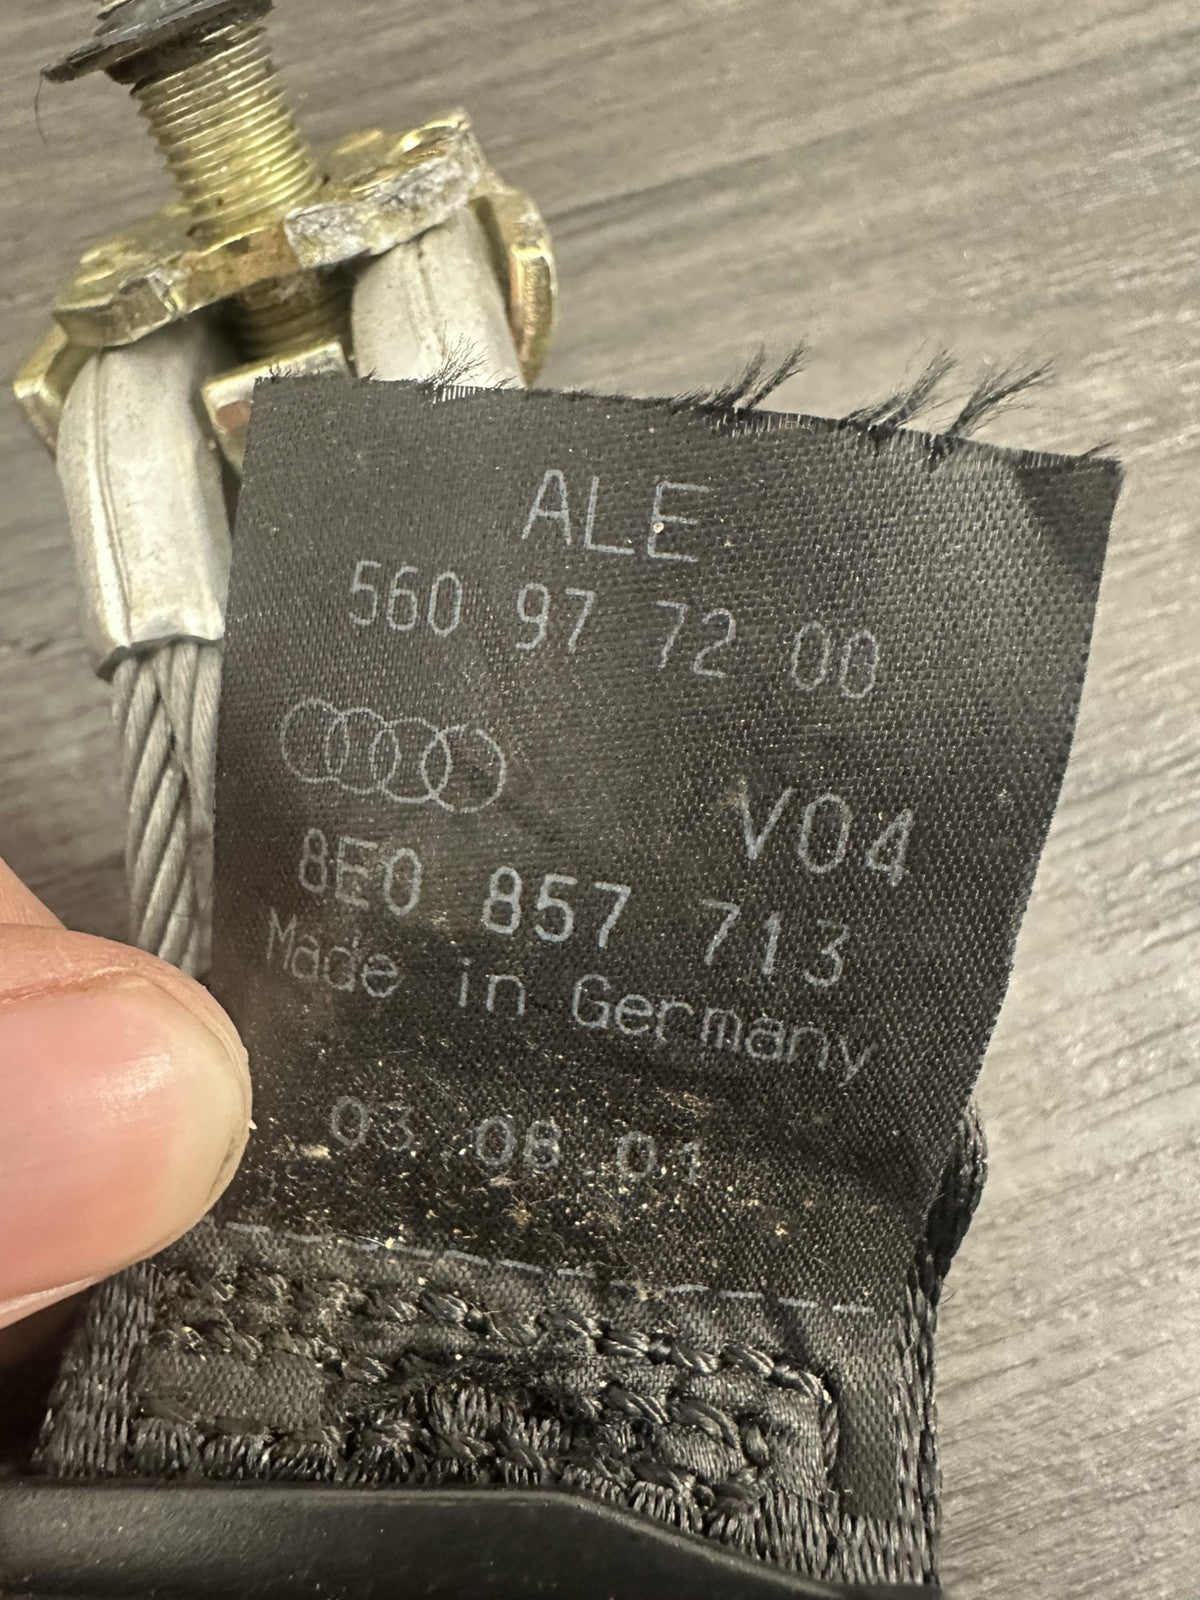 ALE
560 97 72 00
V04
8E0 857 713
Made in Germany
03.08.01